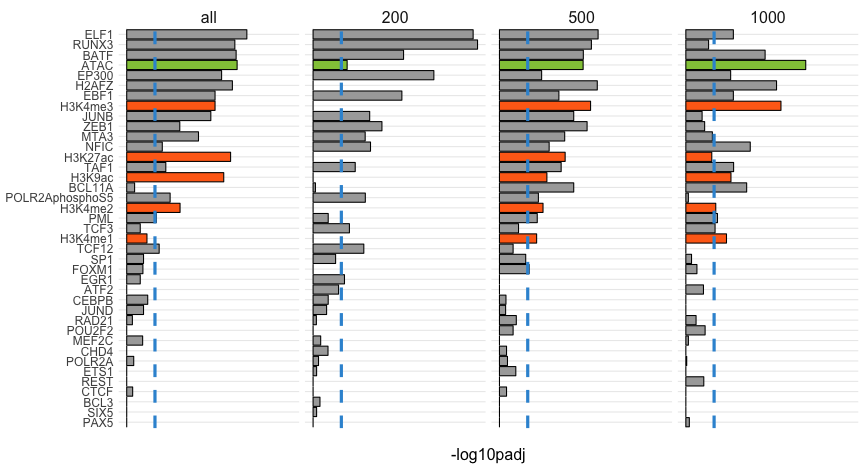 all 200 500 1000
ELF1
RUNX3
BATF
ATAC
EP300
H2AFZ
EBF1
H3K4me3
JUNB
ZEB1
MTA3
NFIC
H3K27ac
TAF1
H3K9ac
BCL11A
POLR2AphosphoS5
H3K4me2
PML
TCF3
H3K4me1
TCF12
SP1
FOXM1
EGR1
ATF2
CEBPB
JUND
RAD21
POU2F2
MEF2C
CHD4
POLR2A
ETS1
REST
CTCF
BCL3
SIX5
PAX5
-log10padj